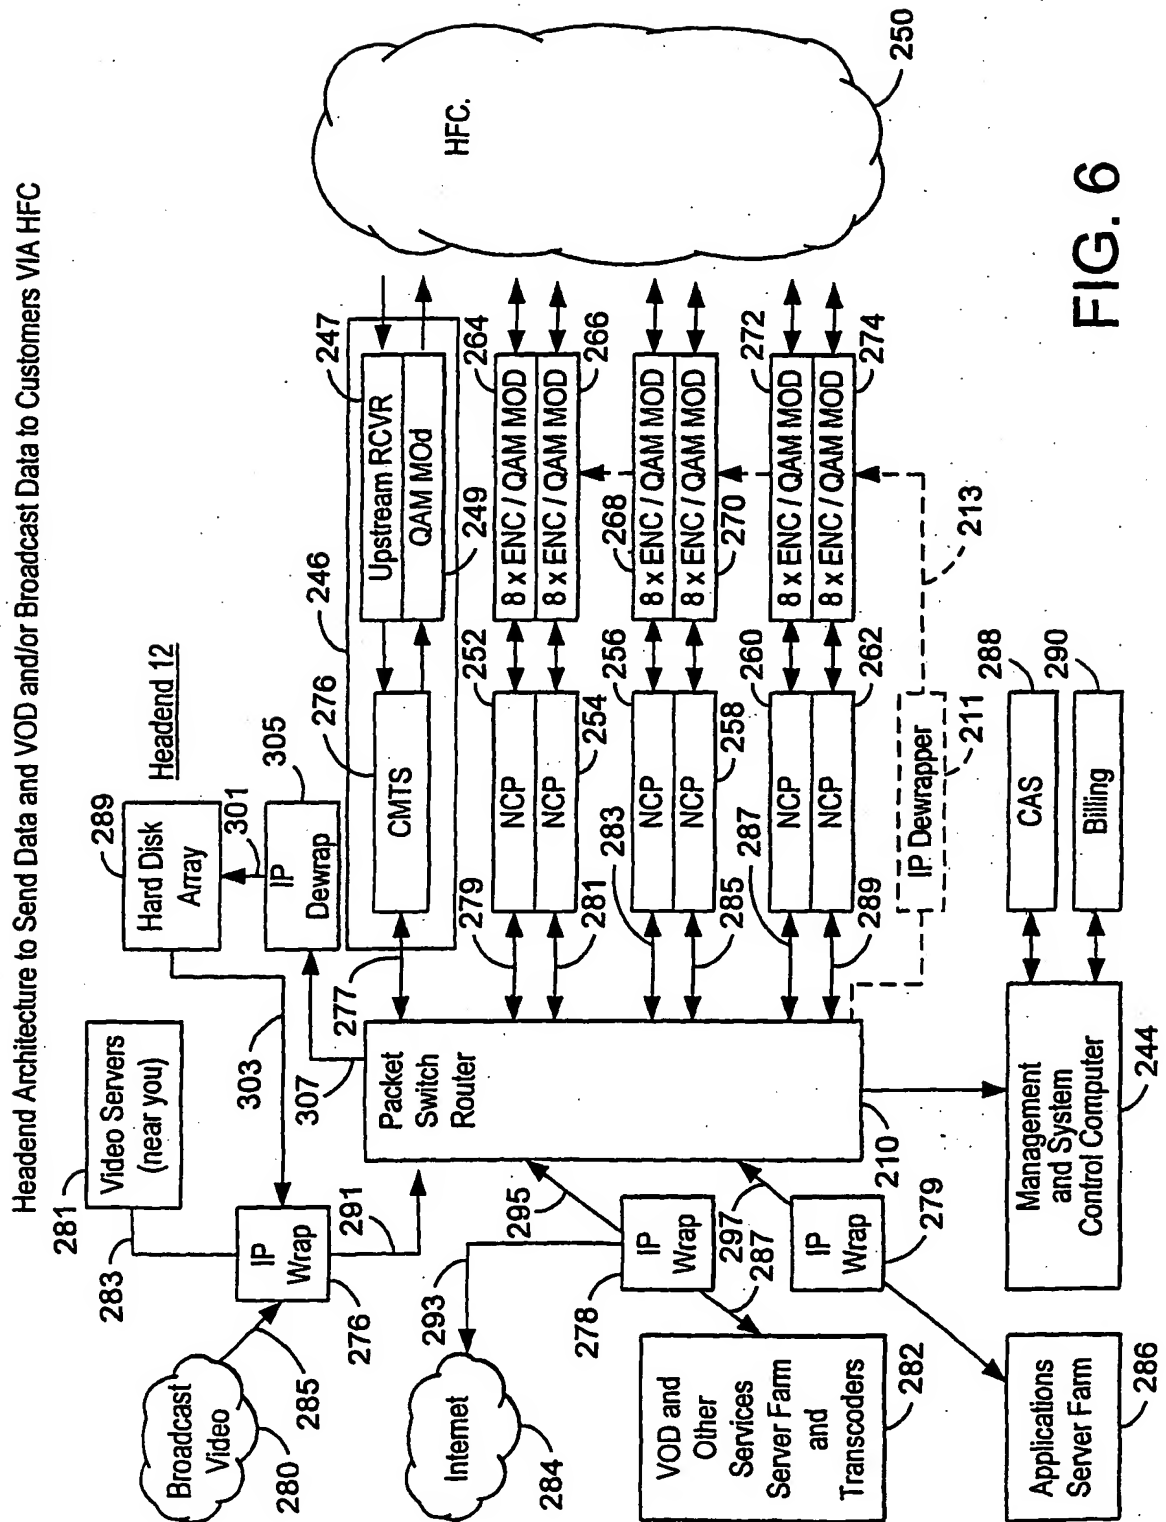 Headend Architecture to Send Data and VOD and/or Broadcast Data to Customers VIA HFC
Headend 12
281
Video Servers
(near you)
283
289
Hard Disk
Array
301
303
305
IP
Dewrap
307
Broadcast
Video
280
285
IP
Wrap
276
291
277
246
276
CMTS
247
Upstream RCVR
QAM MOd
249
HFC.
250
Packet
Switch
Router
210
279
252
NCP
NCP
254
281
264
8 x ENC / QAM MOD
8 x ENC / QAM MOD
266
293
Internet
284
295
283
256
NCP
NCP
258
285
268
8 x ENC / QAM MOD
8 x ENC / QAM MOD
270
278
IP
Wrap
287
297
IP
Wrap
279
287
260
NCP
NCP
262
289
272
8 x ENC / QAM MOD
8 x ENC / QAM MOD
274
IP Dewrapper
211
213
VOD and
Other
Services
Server Farm
and
Transcoders
282
Applications
Server Farm
286
Management
and System
Control Computer
244
CAS
288
Billing
290
FIG. 6